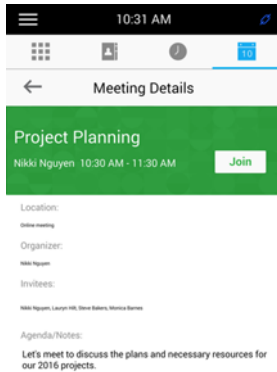 10:31 AM
10
Meeting Details
Project Planning
Nikki Nguyen 10:30 AM - 11:30 AM
Join
Location:
Online meeting
Organizer:
Nikki Nguyen
Invitees:
Nikki Nguyen, Lauryn Hill, Steve Bakers, Monica Barnes
Agenda/Notes:
Let's meet to discuss the plans and necessary resources for
our 2016 projects.